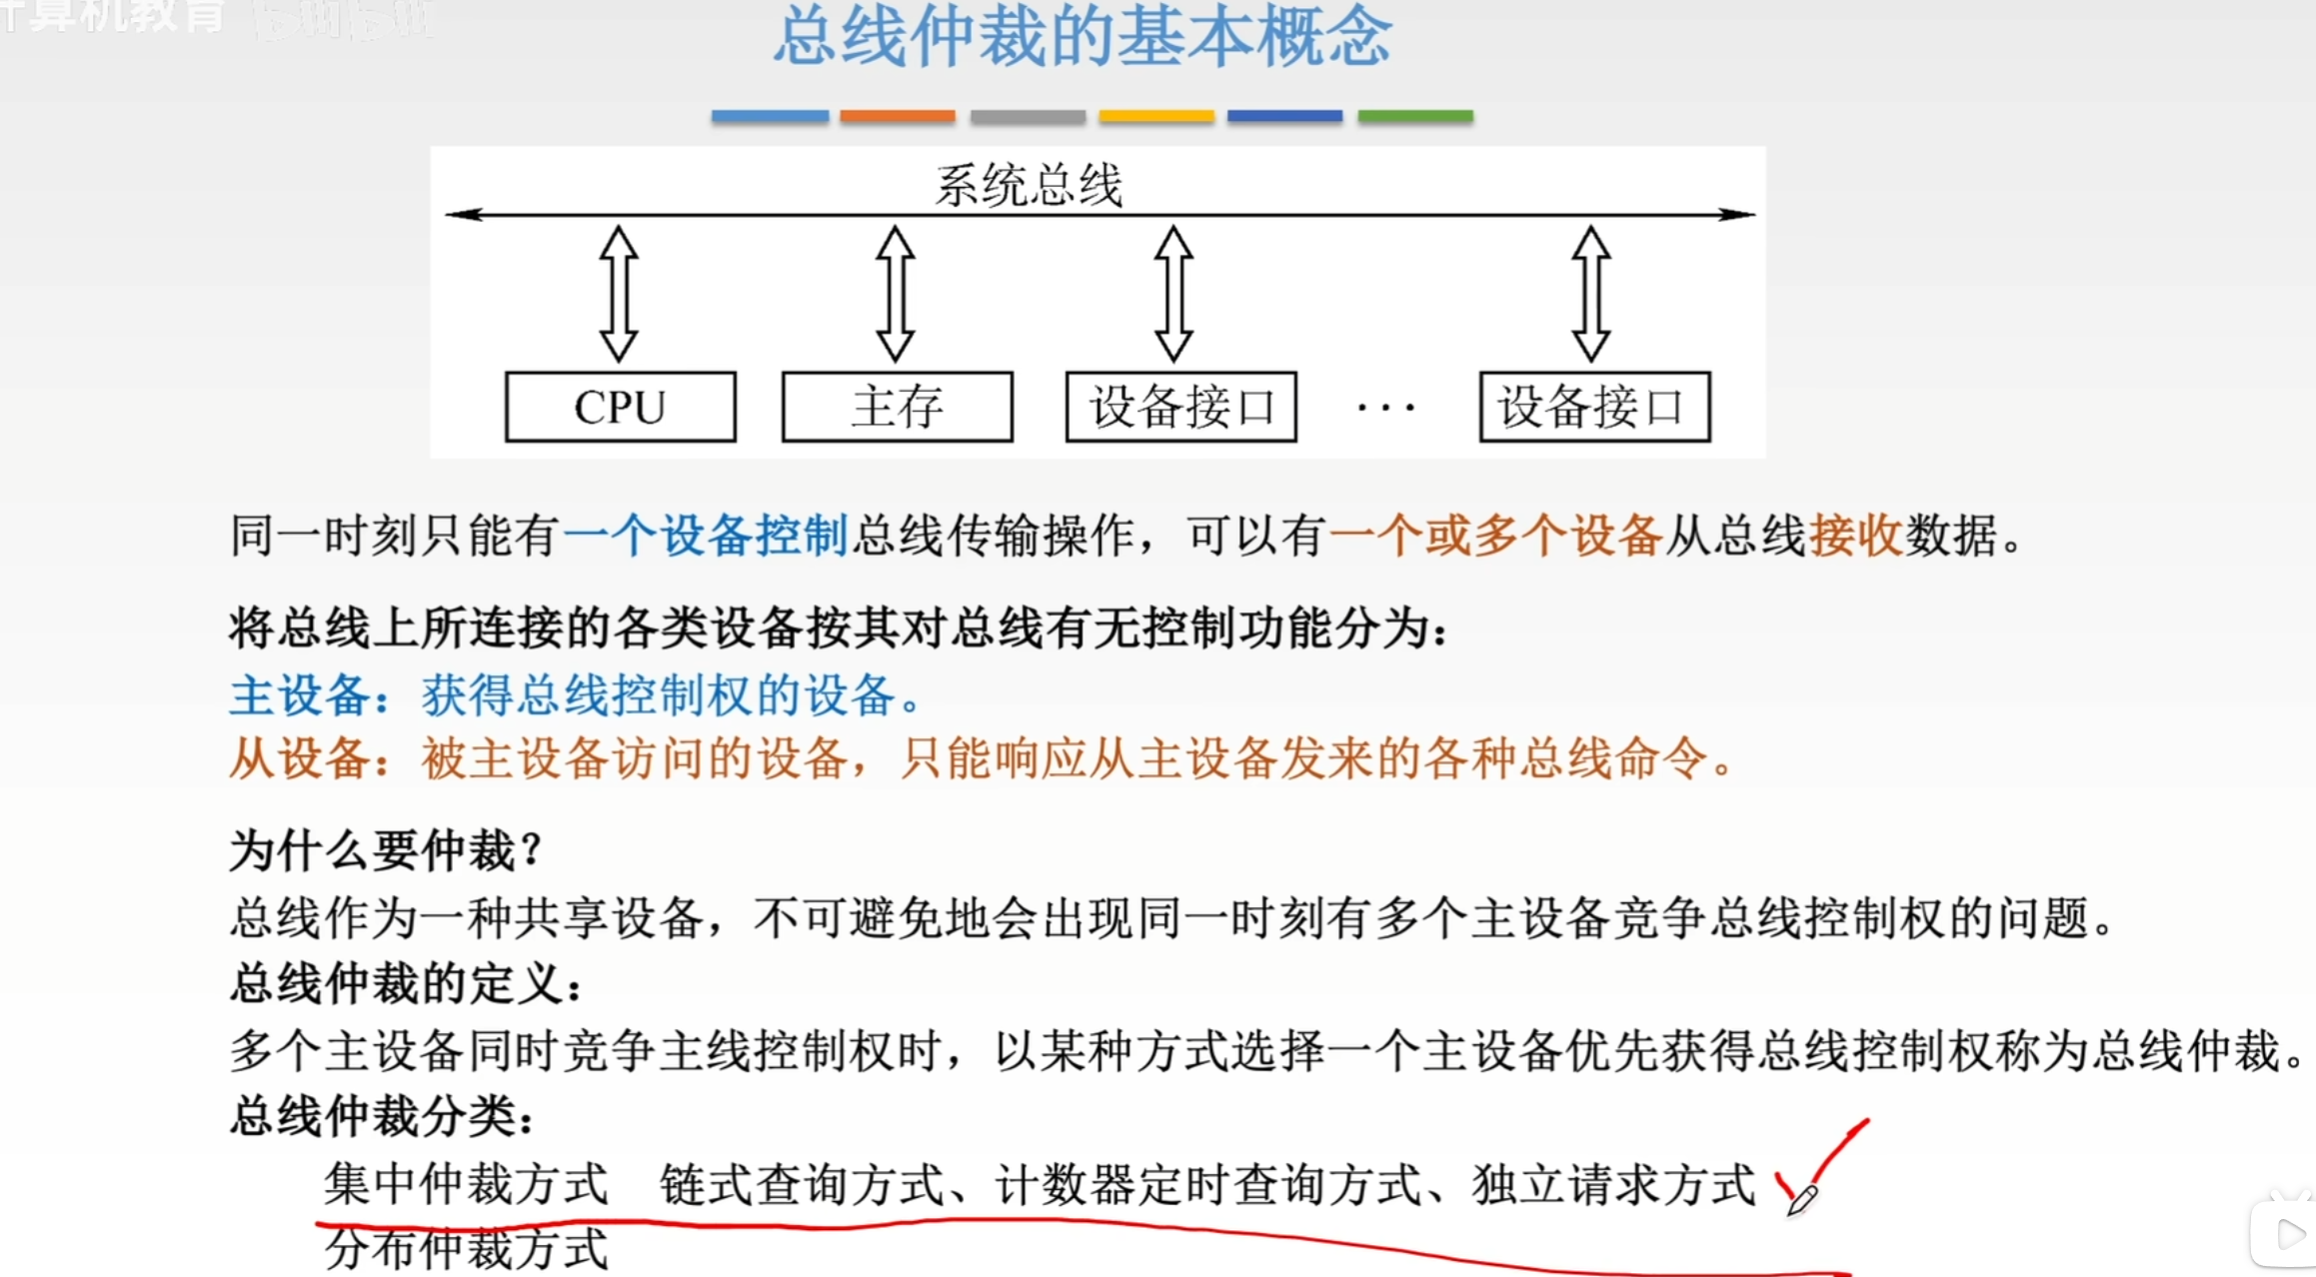 计算机教育
总线仲裁的基本概念
系统总线
CPU
主存
设备接口
···
设备接口
同一时刻只能有一个设备控制总线传输操作，可以有一个或多个设备从总线接收数据。
将总线上所连接的各类设备按其对总线有无控制功能分为：
主设备：获得总线控制权的设备。
从设备：被主设备访问的设备，只能响应从主设备发来的各种总线命令。
为什么要仲裁？
总线作为一种共享设备，不可避免地会出现同一时刻有多个主设备竞争总线控制权的问题。
总线仲裁的定义：
多个主设备同时竞争主线控制权时，以某种方式选择一个主设备优先获得总线控制权称为总线仲裁。
总线仲裁分类：
集中仲裁方式 链式查询方式、计数器定时查询方式、独立请求方式
分布仲裁方式